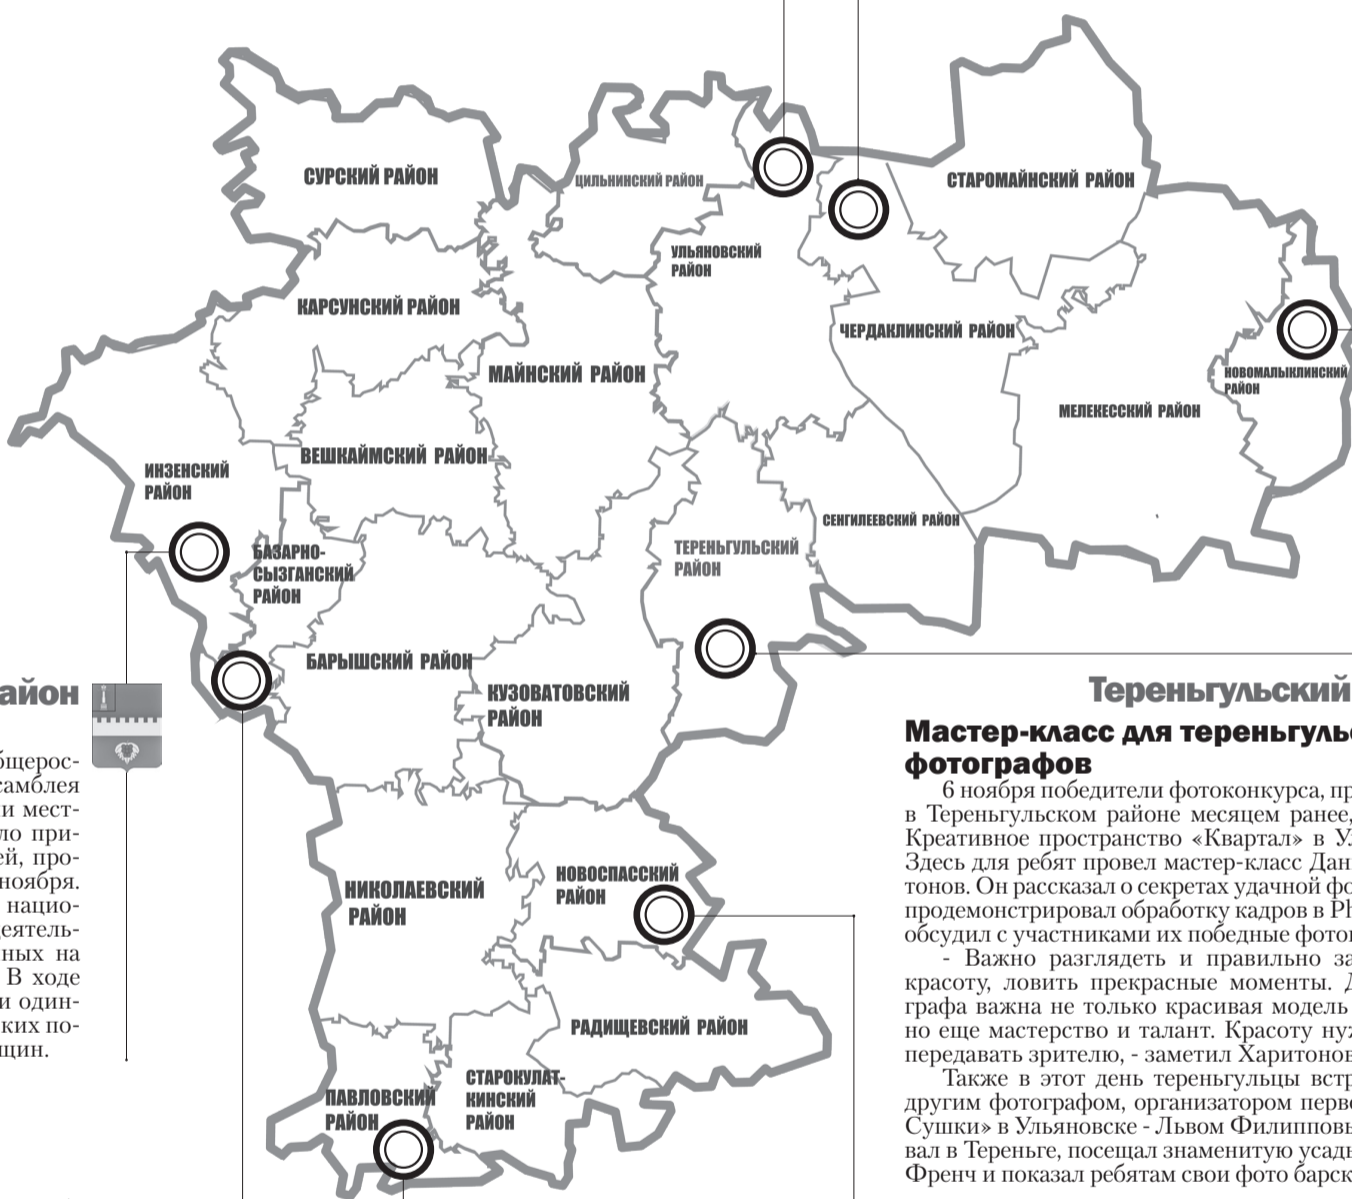 СУРСКИЙ РАЙОН
ЦИЛЬНИНСКИЙ РАЙОН
СТАРОМАЙНСКИЙ РАЙОН
УЛЬЯНОВСКИЙ
РАЙОН
КАРСУНСКИЙ РАЙОН
ЧЕРДАКЛИНСКИЙ РАЙОН
МАЙНСКИЙ РАЙОН
НОВОМАЛЫКЛИНСКИЙ
РАЙОН
МЕЛЕКЕССКИЙ РАЙОН
ВЕШКАЙМСКИЙ РАЙОН
ИНЗЕНСКИЙ
РАЙОН
СЕНГИЛЕЕВСКИЙ РАЙОН
ТЕРЕНЬГУЛЬСКИЙ
РАЙОН
БАЗАРНО-
СЫЗГАНСКИЙ
РАЙОН
БАРЫШСКИЙ РАЙОН
КУЗОВАТОВСКИЙ
РАЙОН
НИКОЛАЕВСКИЙ
РАЙОН
НОВОСПАССКИЙ
РАЙОН
РАДИЩЕВСКИЙ РАЙОН
СТАРОКУЛАТ-
КИНСКИЙ
РАЙОН
ПАВЛОВСКИЙ
РАЙОН
айон
бщерос-
самблея
и мест-
ло при-
ей, про-
ноября.
нацио-
деятель-
ных на
В ходе
и один-
ких по-
щин.
Тереньгульский
Мастер-класс для тереньгульс
фотографов
6 ноября победители фотоконкурса, пр
в Тереньгульском районе месяцем ранее,
Креативное пространство «Квартал» в Ул
Здесь для ребят провел мастер-класс Дан
тонов. Он рассказал о секретах удачной фо
продемонстрировал обработку кадров в Ph
обсудил с участниками их победные фото
- Важно разглядеть и правильно за
красоту, ловить прекрасные моменты. Д
графа важна не только красивая модель
но еще мастерство и талант. Красоту нуж
передавать зрителю, - заметил Харитонов
Также в этот день тереньгульцы встр
другим фотографом, организатором перво
Сушки» в Ульяновске - Львом Филипповы
вал в Тереньге, посещал знаменитую усадь
Френч и показал ребятам свои фото барск